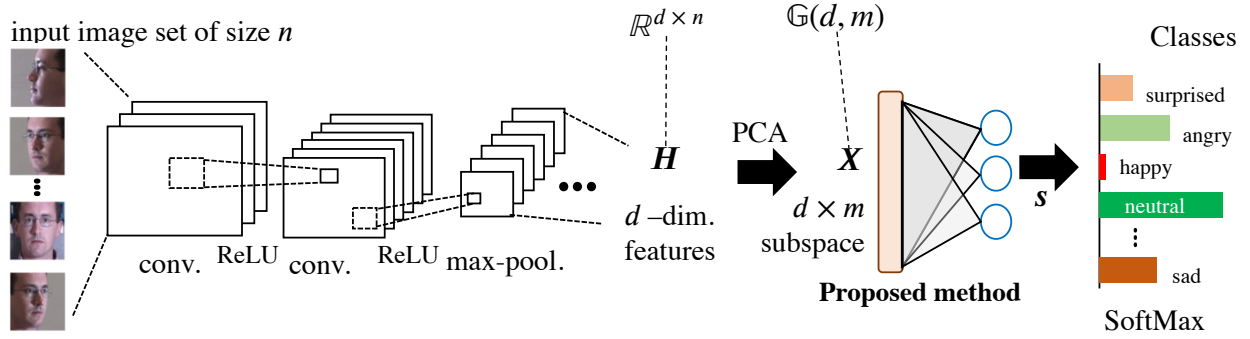 input image set of size n
ℝ^{d × n}
𝔾(d, m)
Classes
conv.
ReLU
conv.
ReLU
max-pool.
H
d –dim.
features
PCA
X
d × m
subspace
Proposed method
s
surprised
angry
happy
neutral
sad
SoftMax